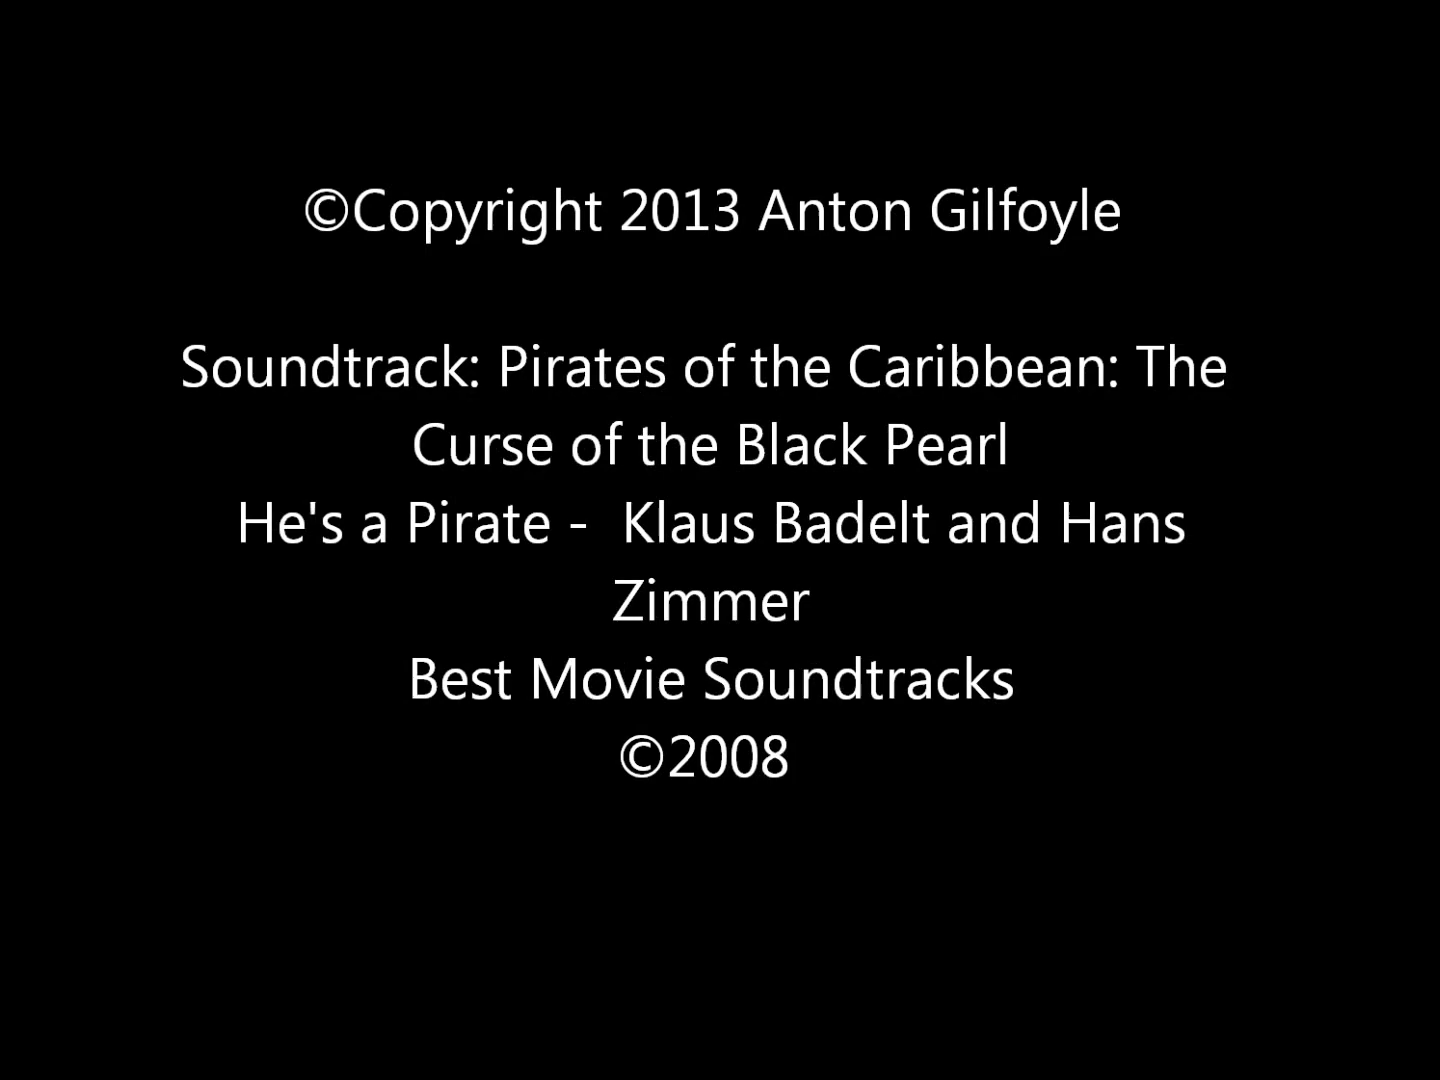 ©Copyright 2013 Anton Gilfoyle
Soundtrack: Pirates of the Caribbean: The
Curse of the Black Pearl
He's a Pirate -  Klaus Badelt and Hans
Zimmer
Best Movie Soundtracks
©2008